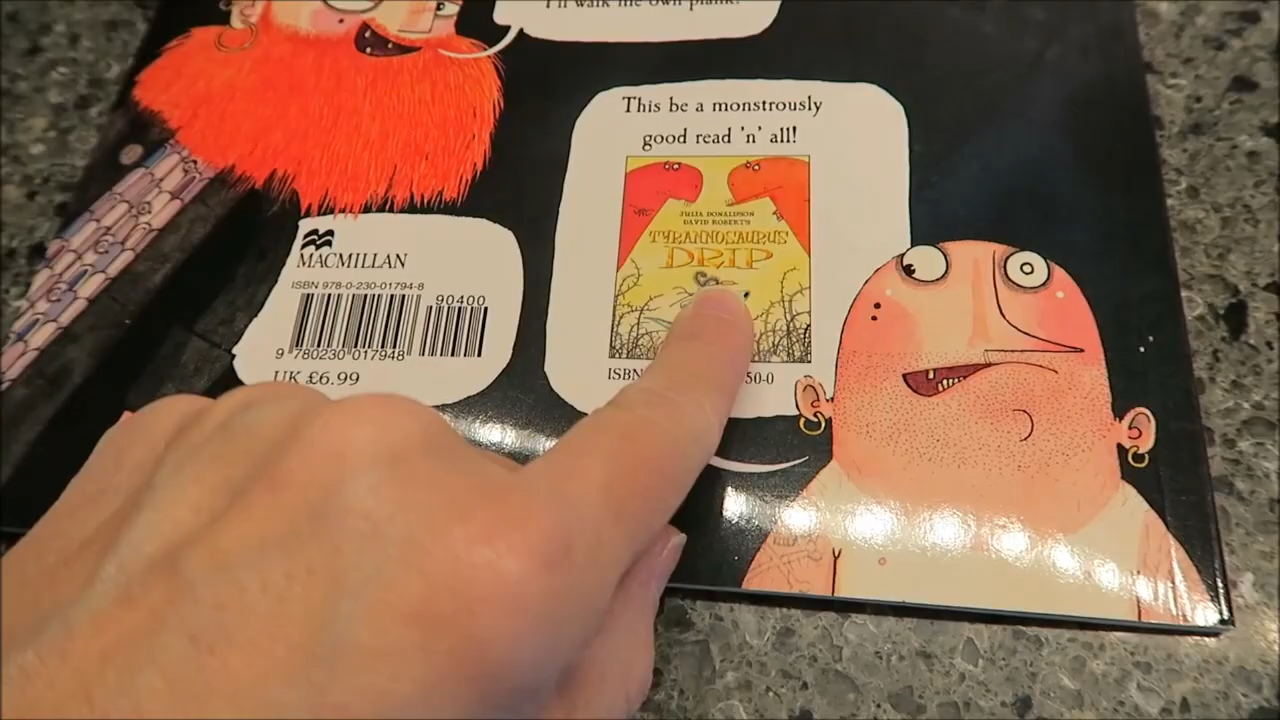 I'll walk me own plank!
This be a monstrously
good read 'n' all!
JULIA DONALDSON
DAVID ROBERTS
TYRANNOSAURUS
DRIP
ISBN 50-0
MACMILLAN
ISBN 978-0-230-01794-8
90400
9 780230 017948
UK £6.99